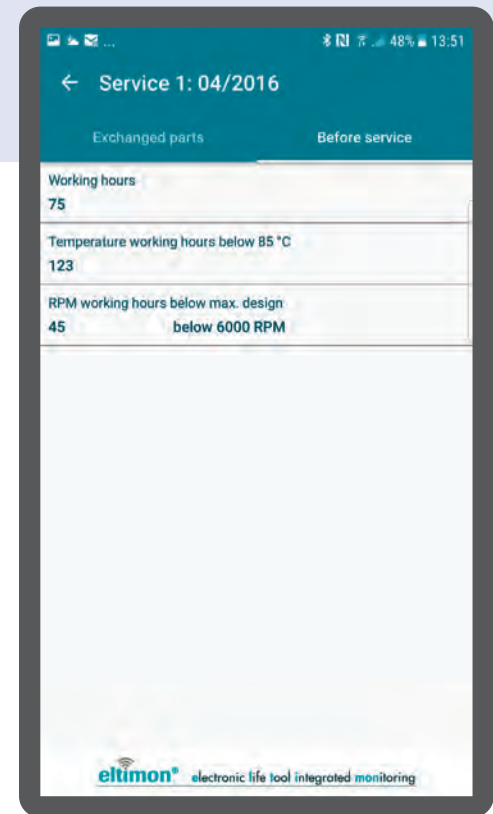 ... 48% 13:51
← Service 1: 04/2016
Exchanged parts Before service
Working hours
75
Temperature working hours below 85 °C
123
RPM working hours below max. design
45 below 6000 RPM
eltimon® electronic life tool integrated monitoring